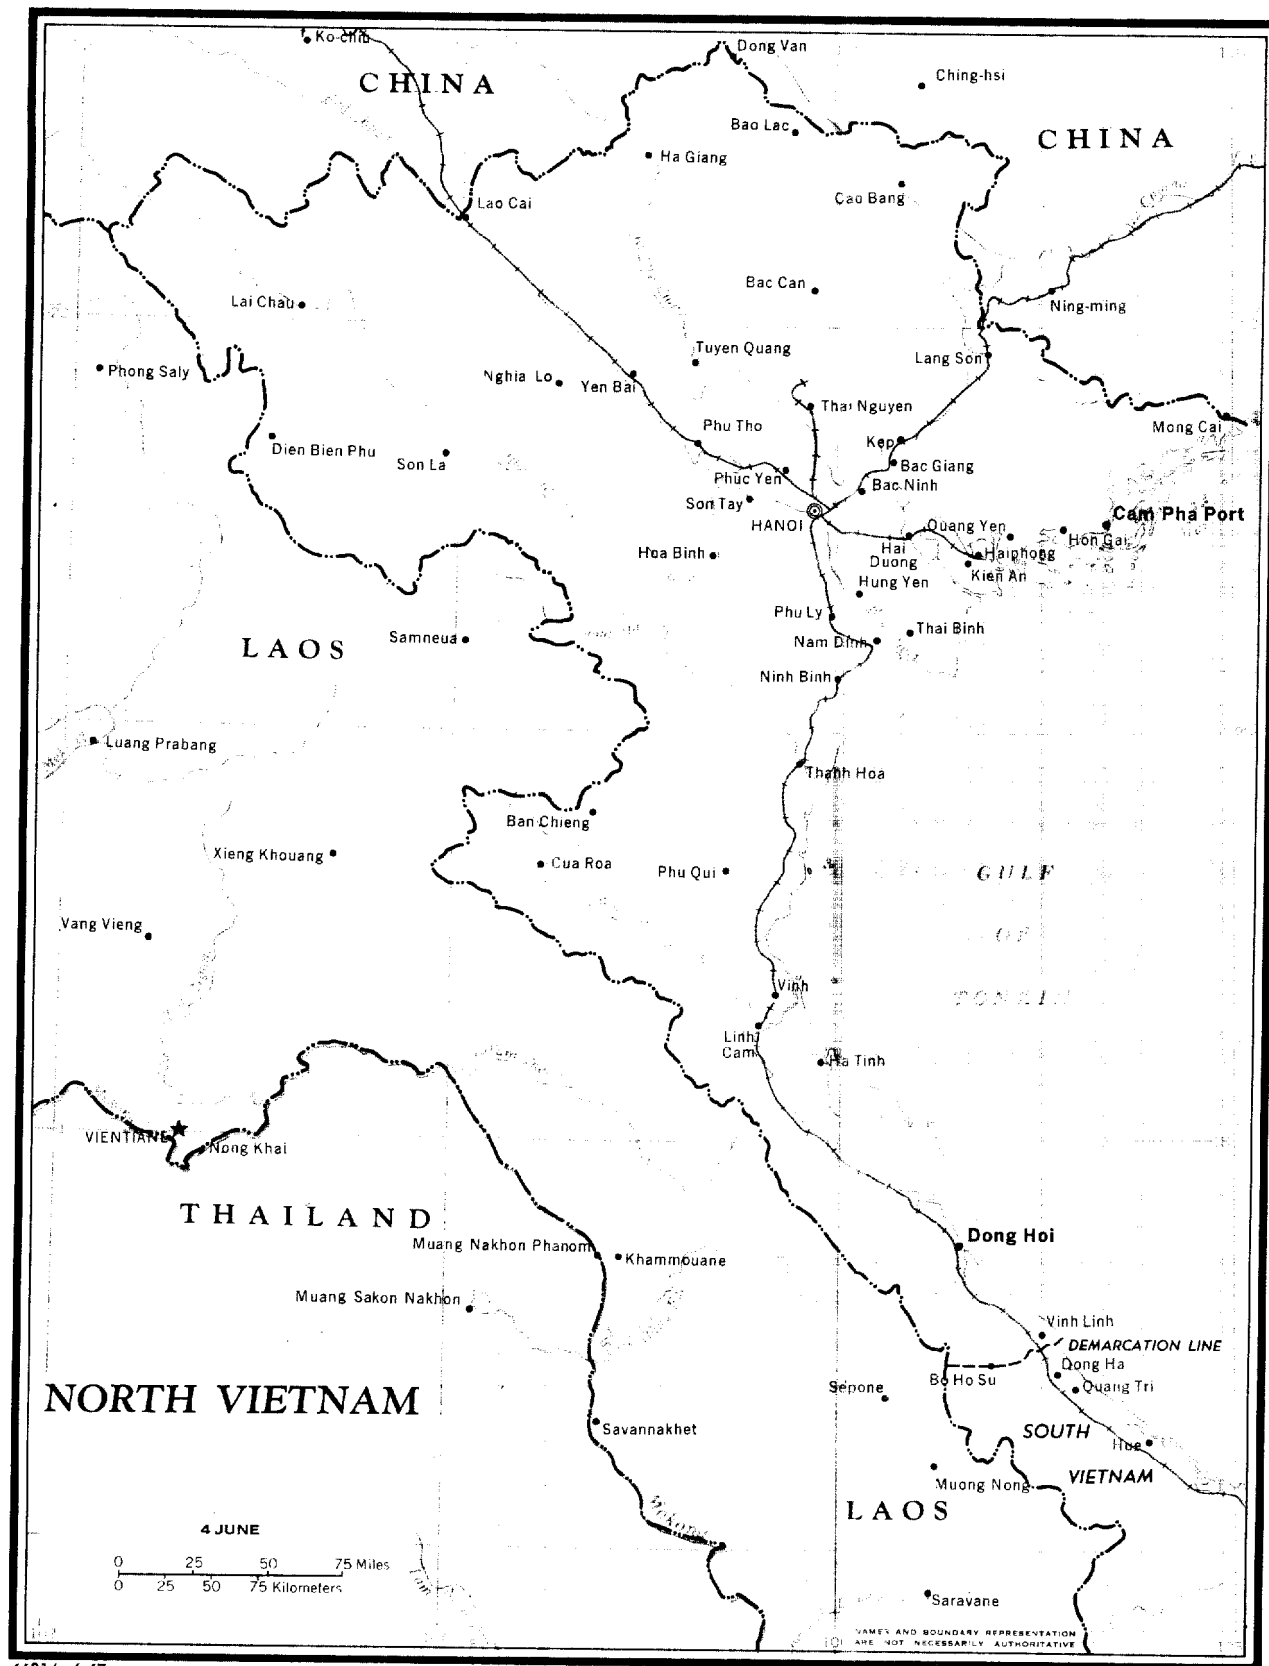 Ko-chiu
Dong Van
CHINA
Ching-hsi
Bao Lac
CHINA
Ha Giang
Cao Bang
Lao Cai
Bac Can
Lai Chau
Ning-ming
Tuyen Quang
Lang Son
Phong Saly
Nghia Lo
Yen Bai
Thai Nguyen
Mong Cai
Phu Tho
Kep
Dien Bien Phu
Son La
Bac Giang
Phuc Yen
Bac Ninh
Son Tay
Cam Pha Port
HANOI
Quang Yen
Hon Gai
Hoa Binh
Hai
Duong
Haiphong
Kien An
Hung Yen
Phu Ly
Thai Binh
Samneua
LAOS
Nam Dinh
Ninh Binh
Luang Prabang
Thanh Hoa
Ban Chieng
Xieng Khouang
Cua Roa
Phu Qui
GULF
Vang Vieng
OF
Vinh
TONKIN
Linh
Cam
Ha Tinh
VIENTIANE
Nong Khai
THAILAND
Dong Hoi
Muang Nakhon Phanom
Khammouane
Muang Sakon Nakhon
Vinh Linh
DEMARCATION LINE
Dong Ha
Bo Ho Su
Sepone
Quang Tri
NORTH VIETNAM
Savannakhet
SOUTH
Hue
VIETNAM
Muong Nong
Mekong
LAOS
4 JUNE
0 25 50 75 Miles
0 25 50 75 Kilometers
Saravane
NAMES AND BOUNDARY REPRESENTATION
ARE NOT NECESSARILY AUTHORITATIVE